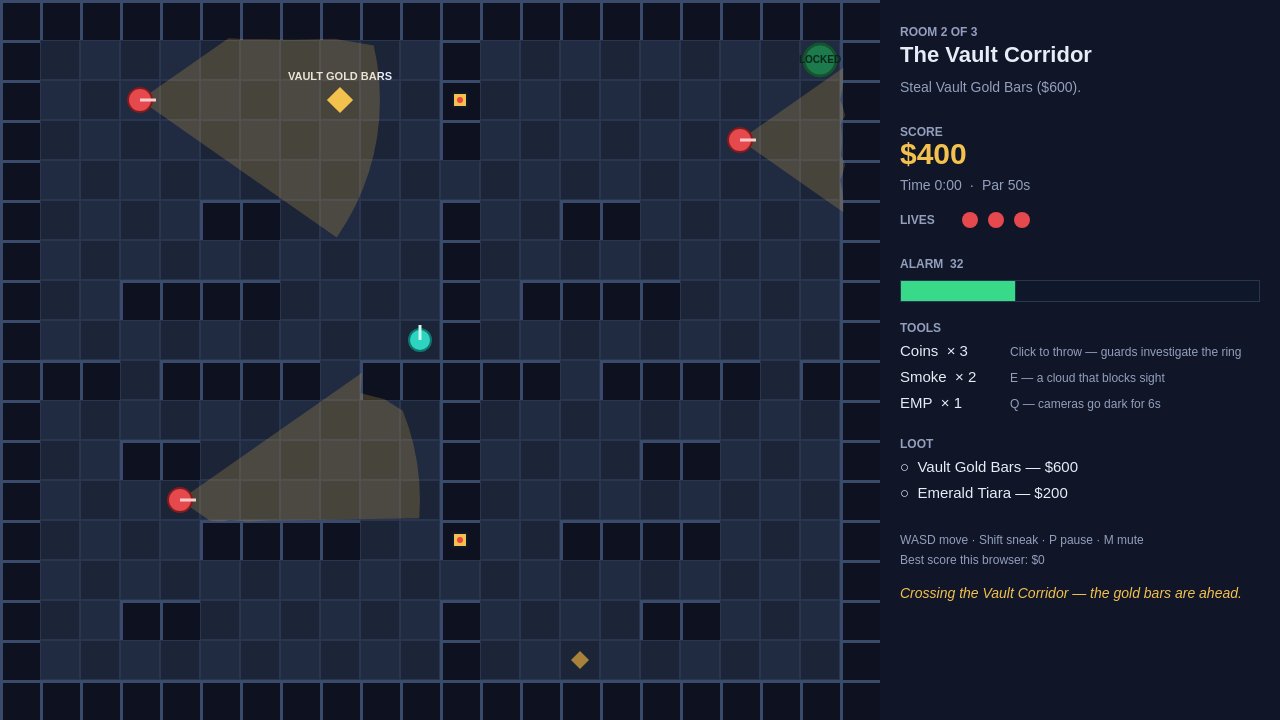 VAULT GOLD BARS
LOCKED
ROOM 2 OF 3
The Vault Corridor
Steal Vault Gold Bars ($600).
SCORE
$400
Time 0:00 · Par 50s
LIVES
ALARM 32
TOOLS
Coins × 3 Click to throw — guards investigate the ring
Smoke × 2 E — a cloud that blocks sight
EMP × 1 Q — cameras go dark for 6s
LOOT
○ Vault Gold Bars — $600
○ Emerald Tiara — $200
WASD move · Shift sneak · P pause · M mute
Best score this browser: $0
Crossing the Vault Corridor — the gold bars are ahead.